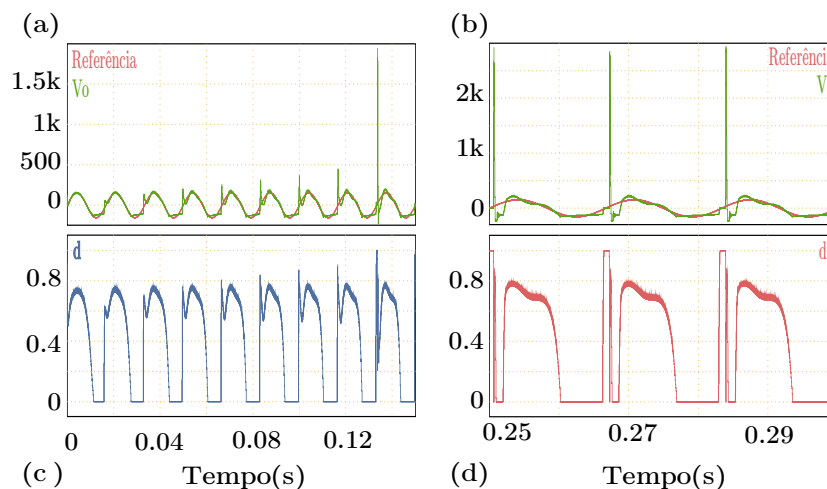 (a)
Referência
Vo
1.5k
1k
500
0
d
0.8
0.4
0
0 0.04 0.08 0.12
(c ) Tempo(s)
(b)
Referênci
V
2k
1k
0
d
0.8
0.4
0
0.25 0.27 0.29
(d) Tempo(s)